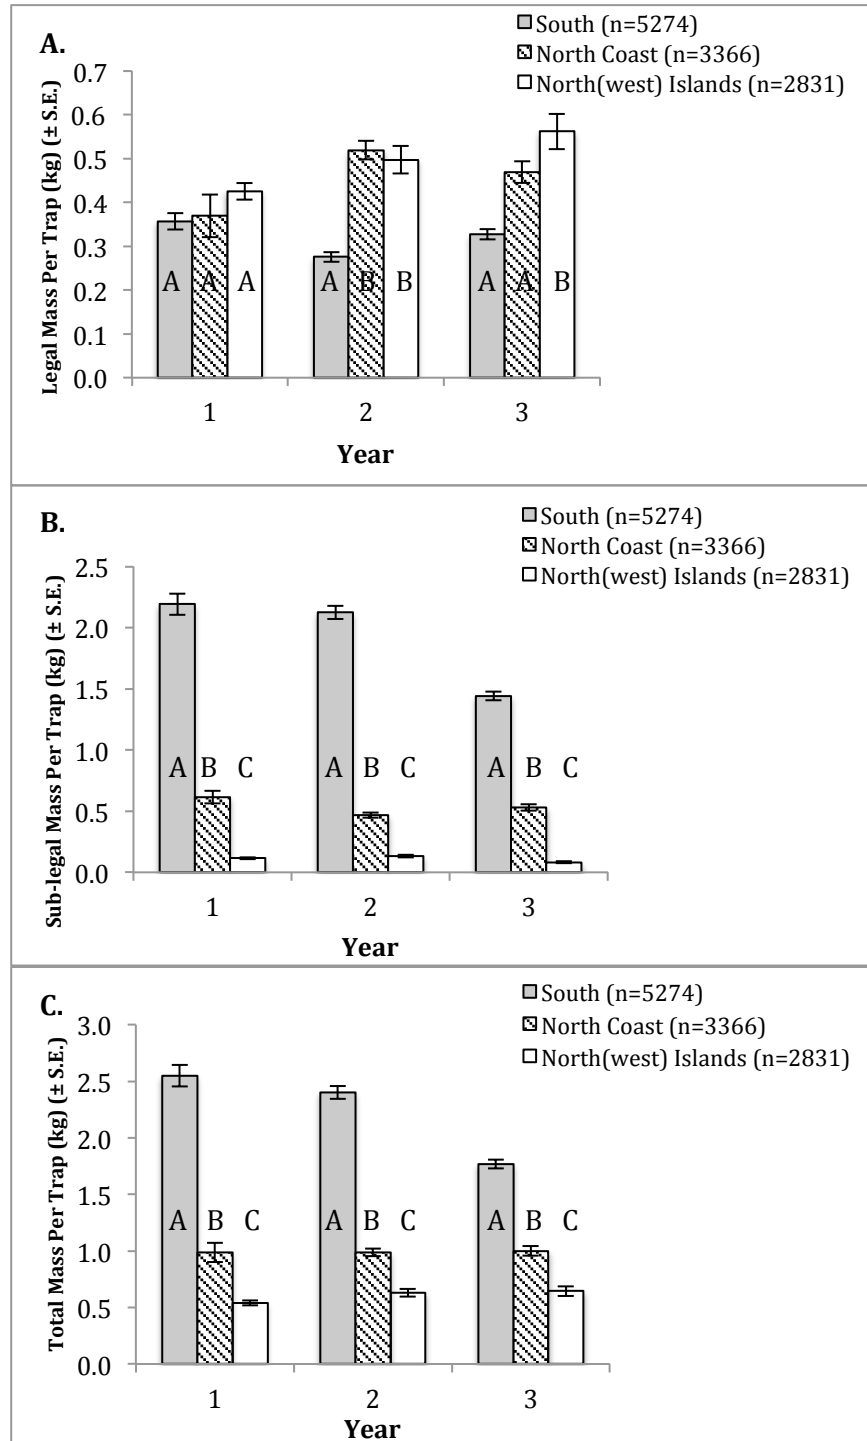 A.
South (n=5274)
North Coast (n=3366)
North(west) Islands (n=2831)
Legal Mass Per Trap (kg) (± S.E.)
0.7
0.6
0.5
0.4
0.3
0.2
0.1
0.0
A A A
A B B
A A B
1 2 3
Year
B.
South (n=5274)
North Coast (n=3366)
North(west) Islands (n=2831)
Sub-legal Mass Per Trap (kg) (± S.E.)
2.5
2.0
1.5
1.0
0.5
0.0
A B C
A B C
A B C
1 2 3
Year
C.
South (n=5274)
North Coast (n=3366)
North(west) Islands (n=2831)
Total Mass Per Trap (kg) (± S.E.)
3.0
2.5
2.0
1.5
1.0
0.5
0.0
A B C
A B C
A B C
1 2 3
Year